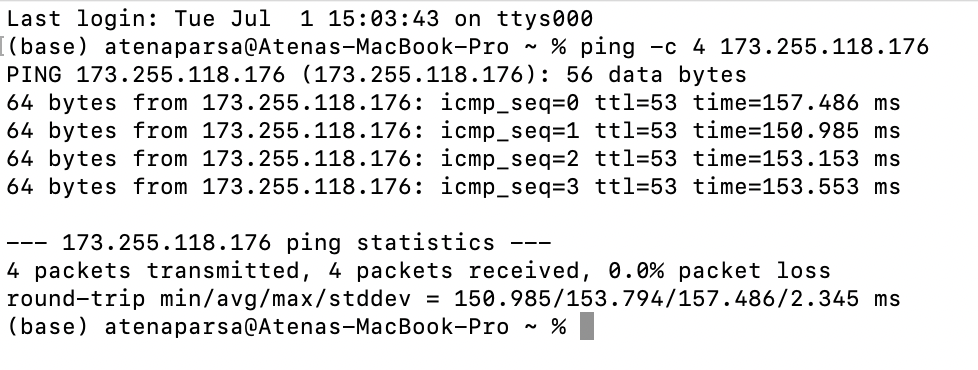 Last login: Tue Jul  1 15:03:43 on ttys000
[(base) atenaparsa@Atenas-MacBook-Pro ~ % ping -c 4 173.255.118.176
PING 173.255.118.176 (173.255.118.176): 56 data bytes
64 bytes from 173.255.118.176: icmp_seq=0 ttl=53 time=157.486 ms
64 bytes from 173.255.118.176: icmp_seq=1 ttl=53 time=150.985 ms
64 bytes from 173.255.118.176: icmp_seq=2 ttl=53 time=153.153 ms
64 bytes from 173.255.118.176: icmp_seq=3 ttl=53 time=153.553 ms

--- 173.255.118.176 ping statistics ---
4 packets transmitted, 4 packets received, 0.0% packet loss
round-trip min/avg/max/stddev = 150.985/153.794/157.486/2.345 ms
(base) atenaparsa@Atenas-MacBook-Pro ~ %